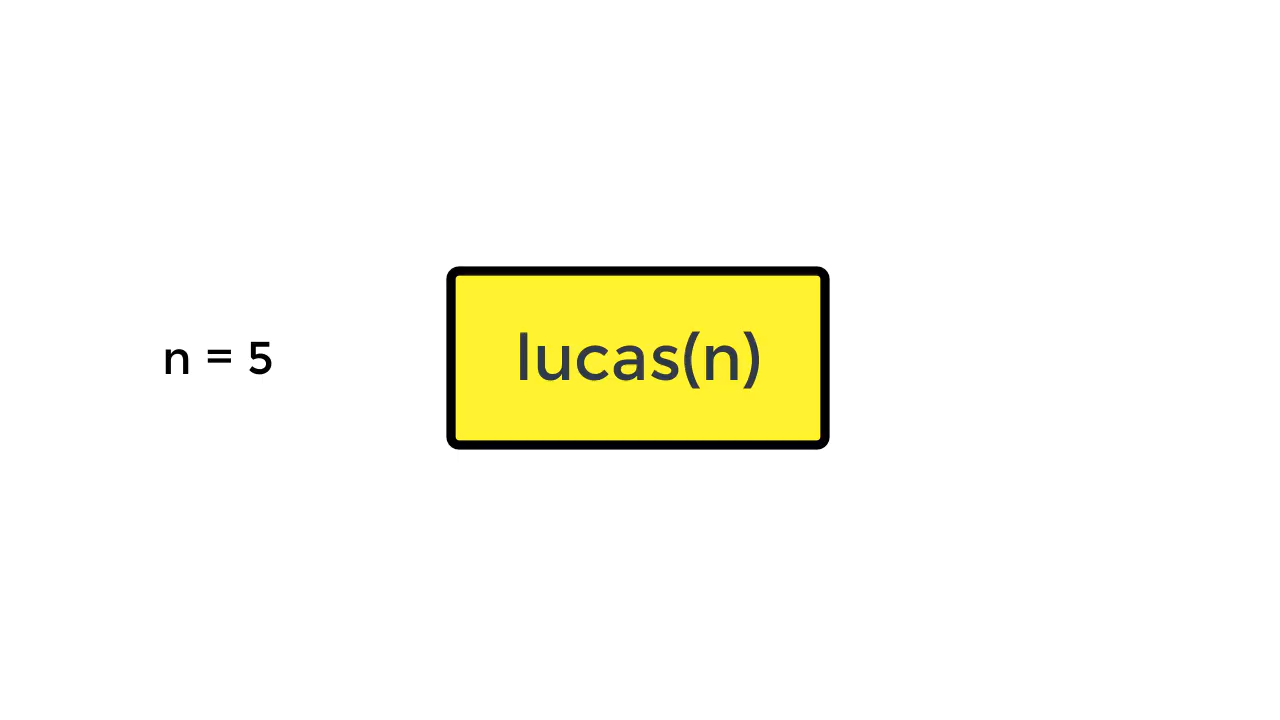 n = 5
lucas(n)